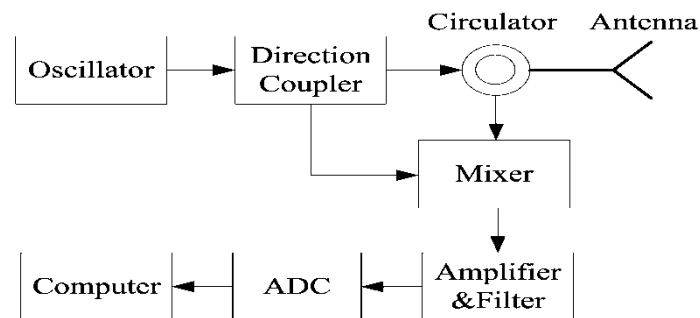 Circulator
Antenna
Oscillator
Direction
Coupler
Mixer
Computer
ADC
Amplifier
&Filter